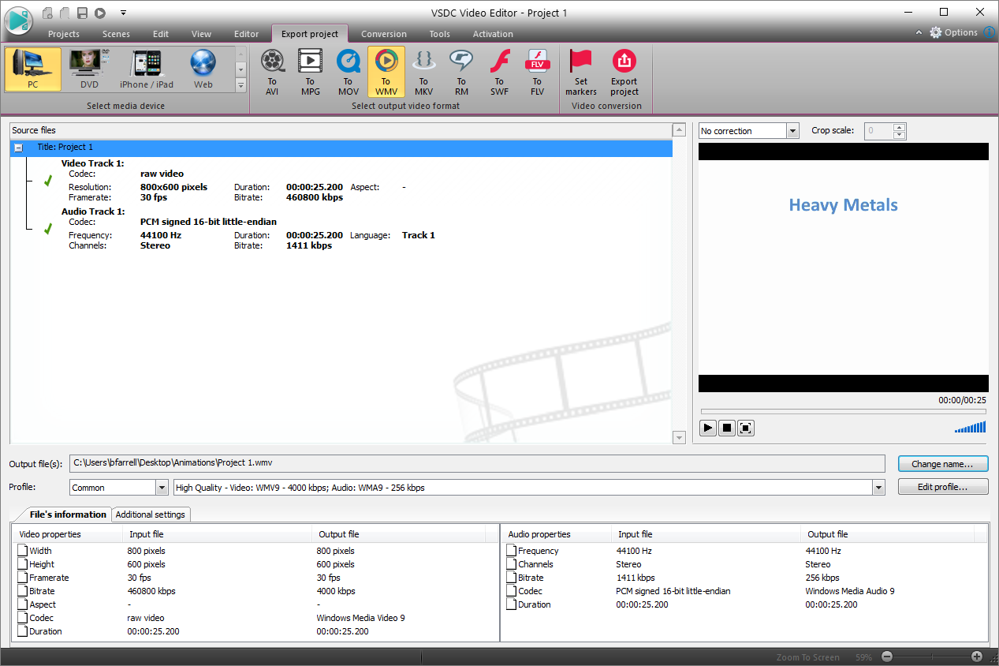 VSDC Video Editor - Project 1
Projects Scenes Edit View Editor Export project Conversion Tools Activation Options
PC DVD iPhone / iPad Web
To AVI
To MPG
To MOV
To WMV
To MKV
To RM
To SWF
FLV
To FLV
Set markers
Export project
Select media device Select output video format Video conversion
Source files
Title: Project 1
Video Track 1:
Codec: raw video
Resolution: 800x600 pixels Duration: 00:00:25.200 Aspect: -
Framerate: 30 fps Bitrate: 460800 kbps
Audio Track 1:
Codec: PCM signed 16-bit little-endian
Frequency: 44100 Hz Duration: 00:00:25.200 Language: Track 1
Channels: Stereo Bitrate: 1411 kbps
No correction Crop scale: 0
Heavy Metals
00:00/00:25
Output file(s): C:\Users\bfarrell\Desktop\Animations\Project 1.wmv Change name...
Profile: Common High Quality - Video: WMV9 - 4000 kbps; Audio: WMA9 - 256 kbps Edit profile...
File's information Additional settings
Video properties Input file Output file
Width 800 pixels 800 pixels
Height 600 pixels 600 pixels
Framerate 30 fps 30 fps
Bitrate 460800 kbps 4000 kbps
Aspect - -
Codec raw video Windows Media Video 9
Duration 00:00:25.200 00:00:25.200
Audio properties Input file Output file
Frequency 44100 Hz 44100 Hz
Channels Stereo Stereo
Bitrate 1411 kbps 256 kbps
Codec PCM signed 16-bit little-endian Windows Media Audio 9
Duration 00:00:25.200 00:00:25.200
Zoom To Screen 59%